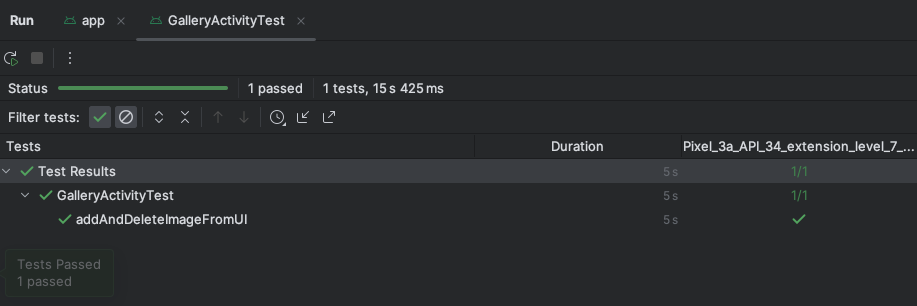 Run app GalleryActivityTest
Status 1 passed 1 tests, 15 s 425 ms
Filter tests:
Tests Duration Pixel_3a_API_34_extension_level_7_...
Test Results 5 s 1/1
GalleryActivityTest 5 s 1/1
addAndDeleteImageFromUI 5 s
Tests Passed
1 passed